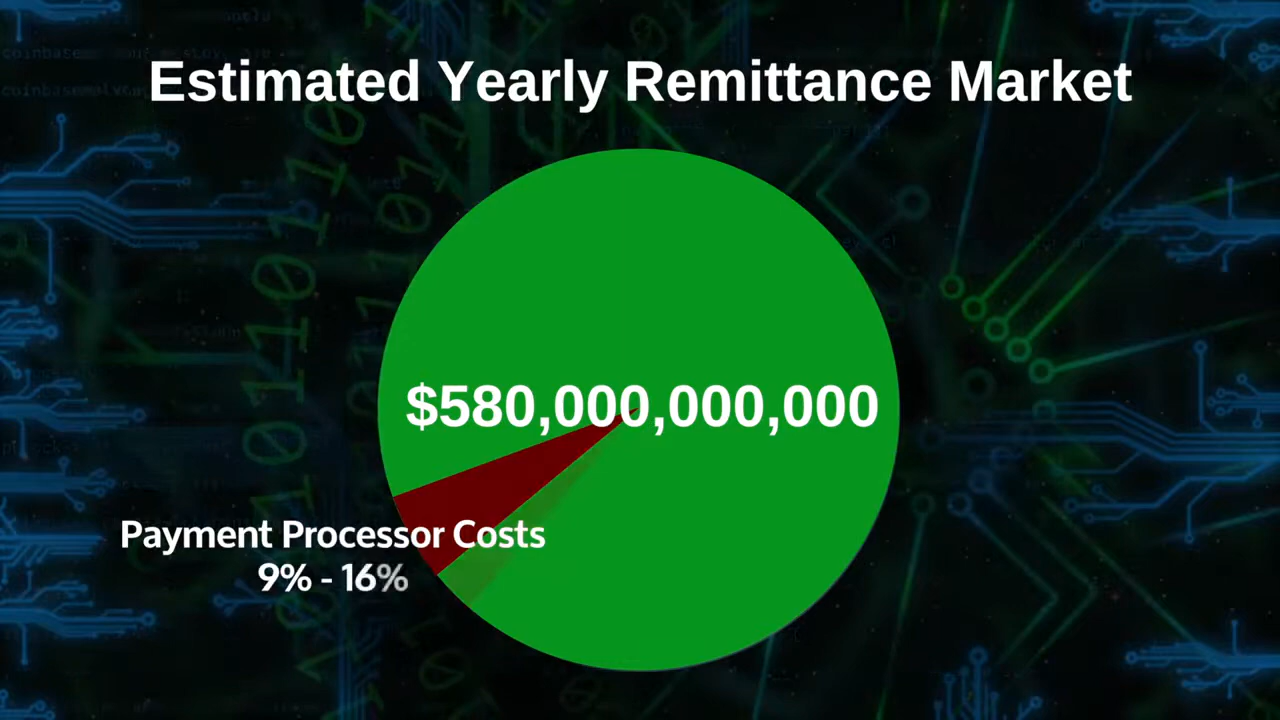 Estimated Yearly Remittance Market
$580,000,000,000
Payment Processor Costs
9% - 16%